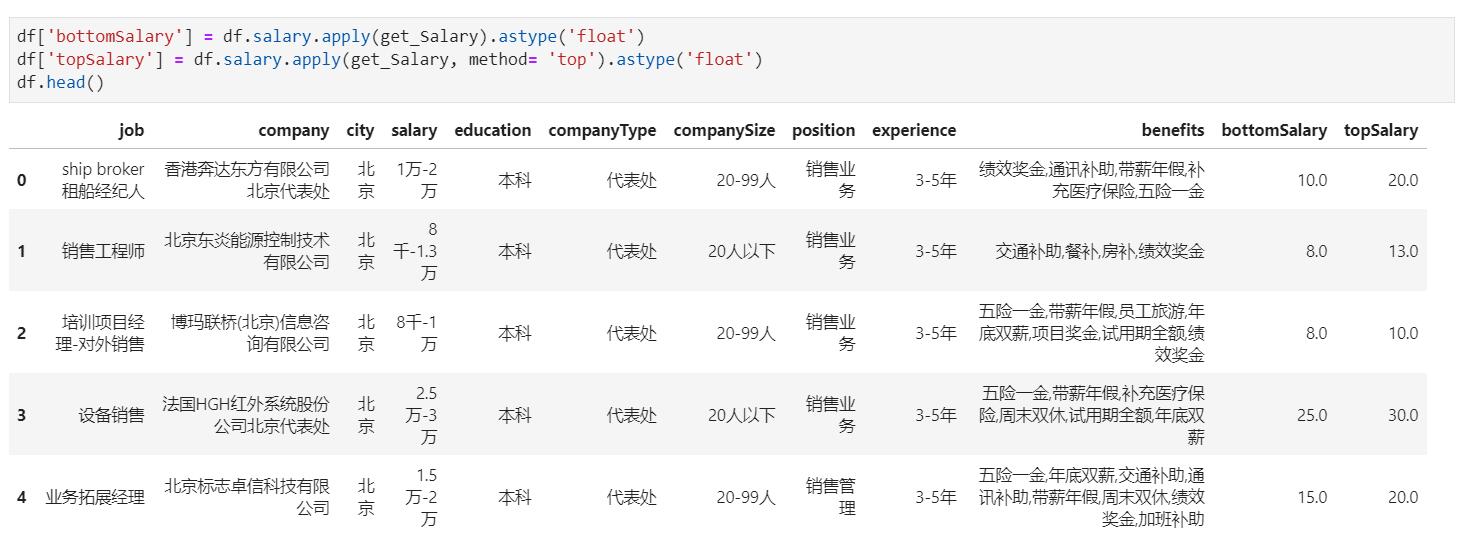 df['bottomSalary'] = df.salary.apply(get_Salary).astype('float')
df['topSalary'] = df.salary.apply(get_Salary, method= 'top').astype('float')
df.head()
job company city salary education companyType companySize position experience benefits bottomSalary topSalary
0 ship broker 租船经纪人 香港奔达东方有限公司北京代表处 北京 1万-2万 本科 代表处 20-99人 销售业务 3-5年 绩效奖金,通讯补助,带薪年假,补充医疗保险,五险一金 10.0 20.0
1 销售工程师 北京东炎能源控制技术有限公司 北京 8千-1.3万 本科 代表处 20人以下 销售业务 3-5年 交通补助,餐补,房补,绩效奖金 8.0 13.0
2 培训项目经理-对外销售 博玛联桥(北京)信息咨询有限公司 北京 8千-1万 本科 代表处 20-99人 销售业务 3-5年 五险一金,带薪年假,员工旅游,年底双薪,项目奖金,试用期全额,绩效奖金 8.0 10.0
3 设备销售 法国HGH红外系统股份公司北京代表处 北京 2.5万-3万 本科 代表处 20人以下 销售业务 3-5年 五险一金,带薪年假,补充医疗保险,周末双休,试用期全额,年底双薪 25.0 30.0
4 业务拓展经理 北京标志卓信科技有限公司 北京 1.5万-2万 本科 代表处 20-99人 销售管理 3-5年 五险一金,年底双薪,交通补助,通讯补助,带薪年假,周末双休,绩效奖金,加班补助 15.0 20.0